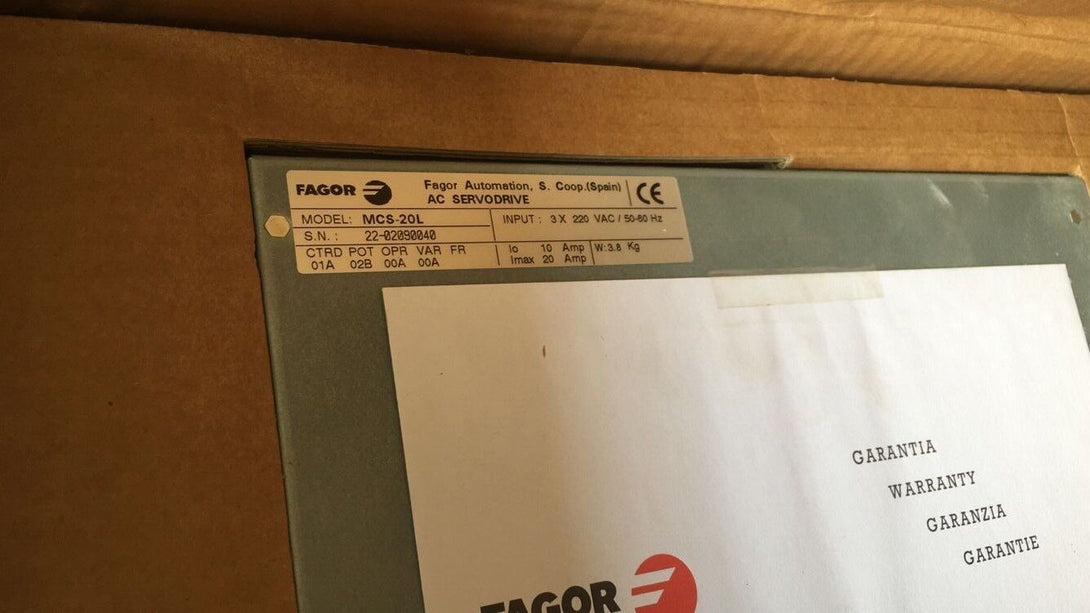 FAGOR
Fagor Automation, S. Coop.(Spain)
AC SERVODRIVE
CE
MODEL: MCS-20L
INPUT : 3 X 220 VAC / 50-60 Hz
S.N. : 22-02090040
CTRD POT OPR VAR FR
01A 02B 00A 00A
Io 10 Amp
Imax 20 Amp
W: 3.8 Kg
GARANTIA
WARRANTY
GARANZIA
GARANTIE
FAGOR